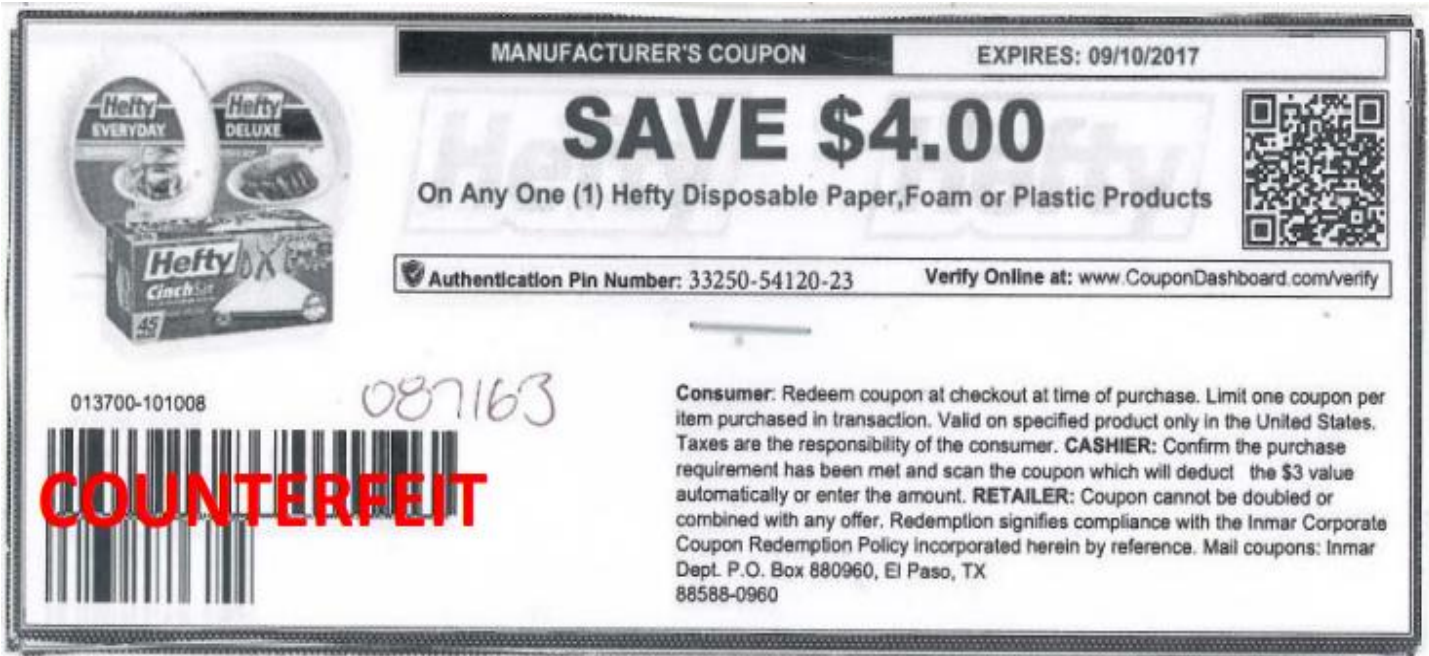 MANUFACTURER'S COUPON
EXPIRES: 09/10/2017
Hefty
EVERYDAY
Hefty
DELUXE
SAVE $4.00
On Any One (1) Hefty Disposable Paper,Foam or Plastic Products
Hefty
Hefty
Hefty
CinchSak
45
Authentication Pin Number: 33250-54120-23
Verify Online at: www.CouponDashboard.com/verify
013700-101008
087163
COUNTERFEIT
Consumer: Redeem coupon at checkout at time of purchase. Limit one coupon per
item purchased in transaction. Valid on specified product only in the United States.
Taxes are the responsibility of the consumer. CASHIER: Confirm the purchase
requirement has been met and scan the coupon which will deduct the $3 value
automatically or enter the amount. RETAILER: Coupon cannot be doubled or
combined with any offer. Redemption signifies compliance with the Inmar Corporate
Coupon Redemption Policy incorporated herein by reference. Mail coupons: Inmar
Dept. P.O. Box 880960, El Paso, TX
88588-0960